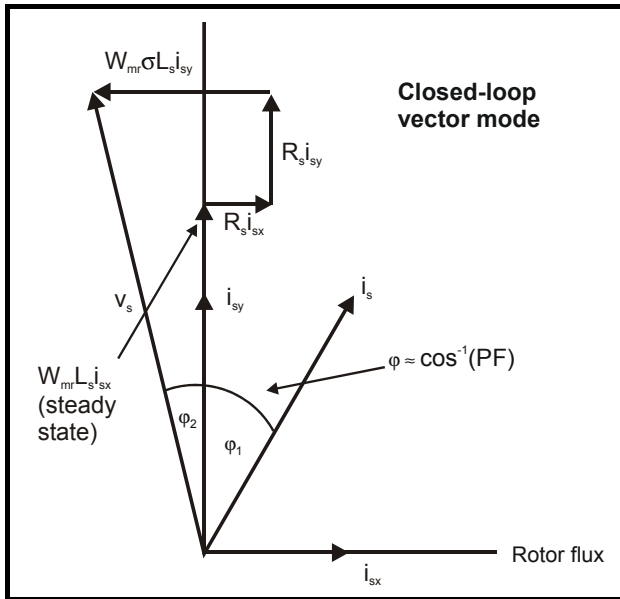 WmrσLsisy
Closed-loop
vector mode
Rsisy
Rsisx
is
vs
isy
φ ≈ cos⁻¹(PF)
WmrLsisx
(steady
state)
φ2
φ1
Rotor flux
isx